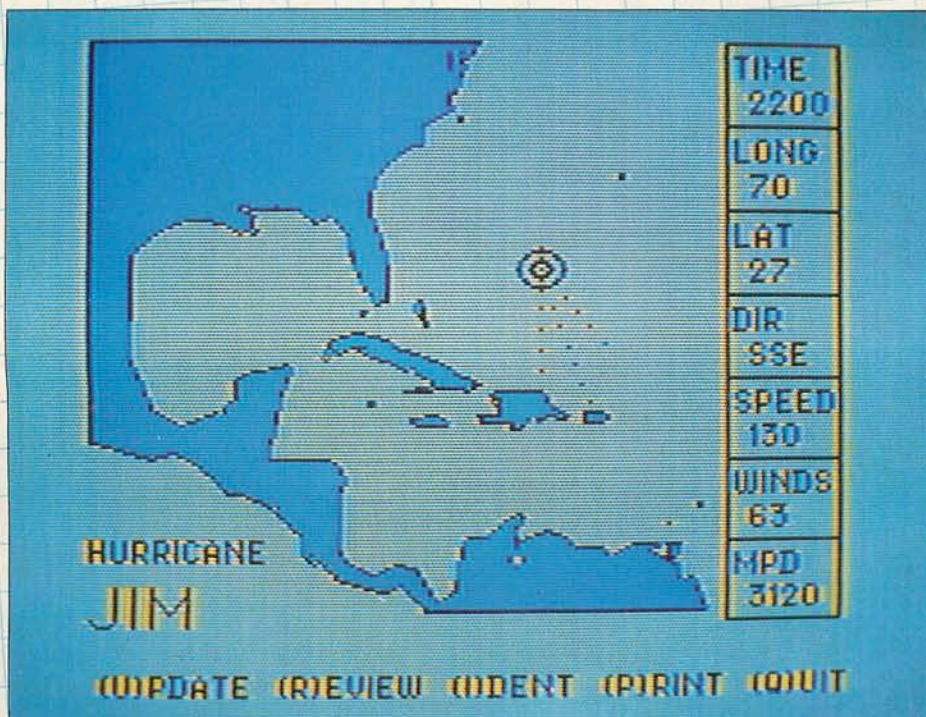 TIME
2200
LONG
70
LAT
27
DIR
SSE
SPEED
130
WINDS
63
MPD
3120
HURRICANE
JIM
(U)PDATE (R)EVIEW (I)DENT (P)RINT (Q)UIT